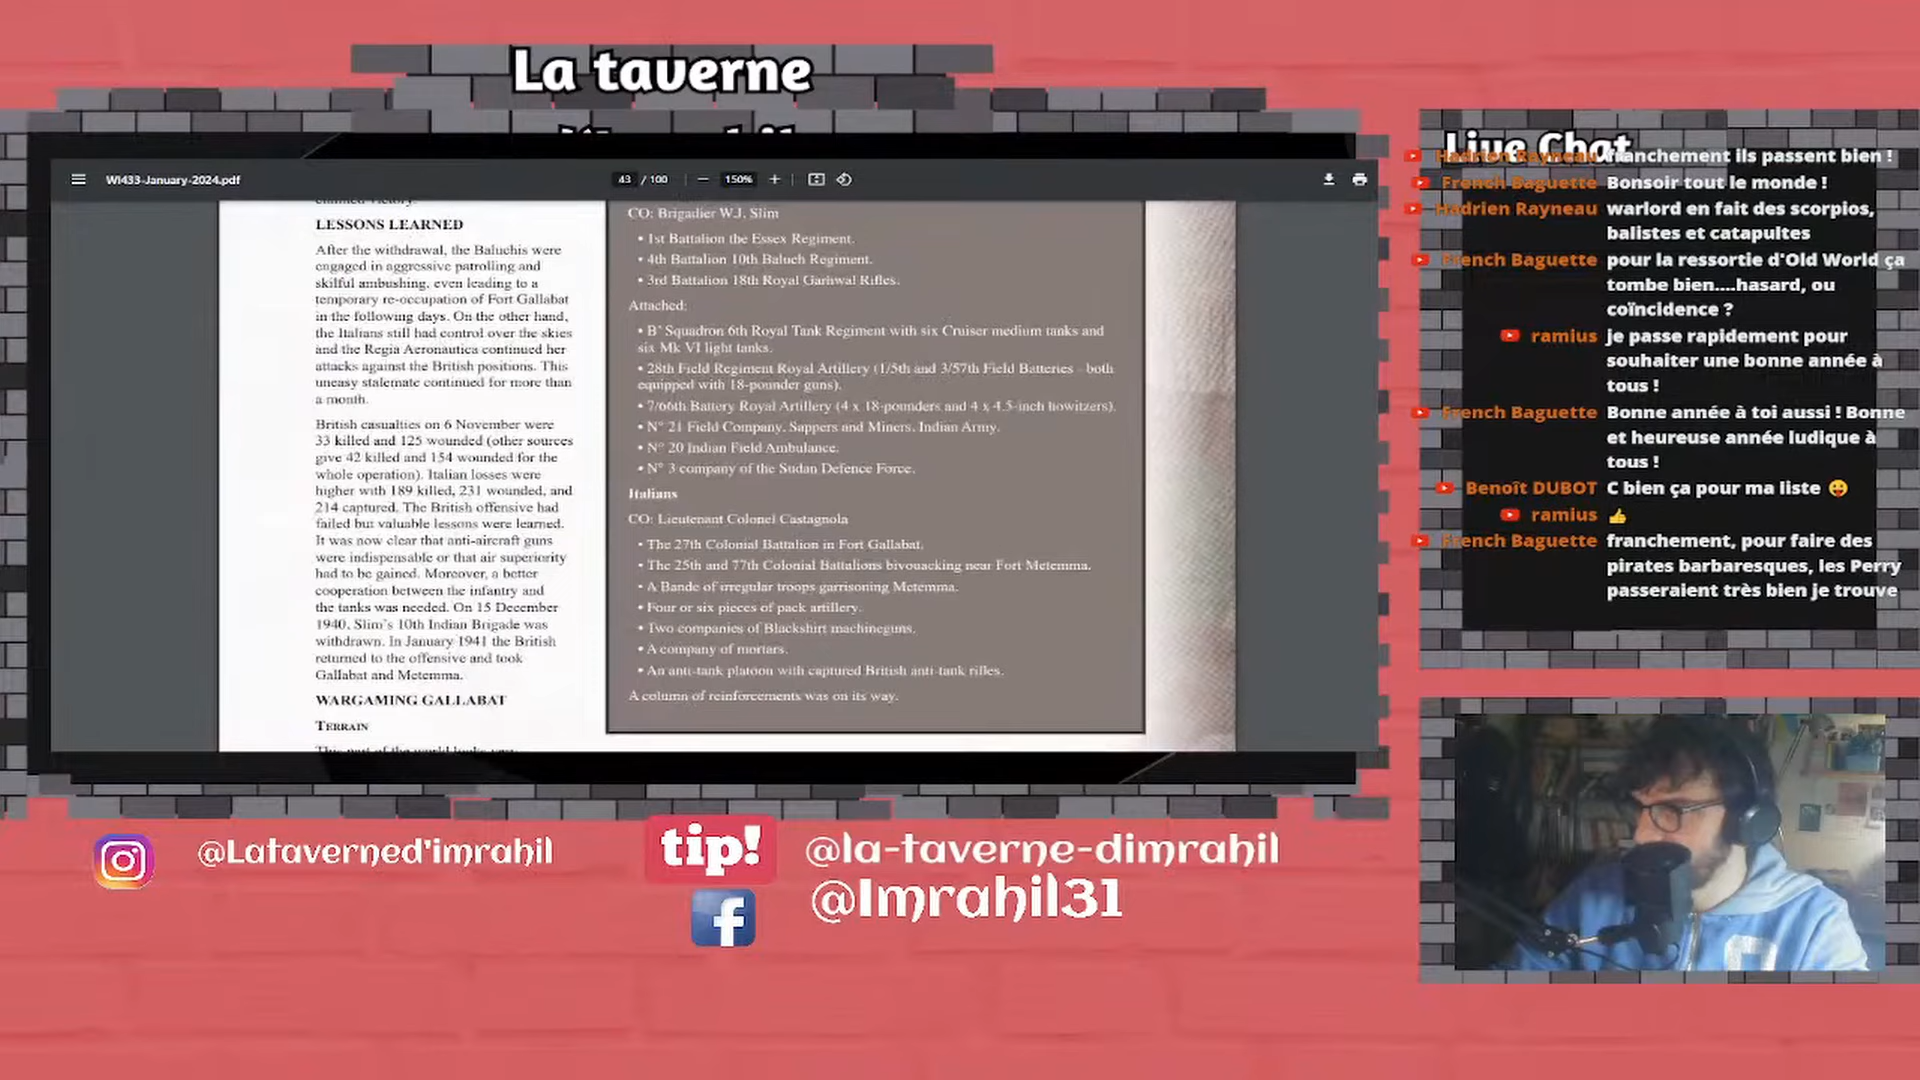 La taverne
WI433-January-2024.pdf
43 / 100
150%
LESSONS LEARNED
After the withdrawal, the Baluchis were
engaged in aggressive patrolling and
skilful ambushing, even leading to a
temporary re-occupation of Fort Gallabat
in the following days. On the other hand,
the Italians still had control over the skies
and the Regia Aeronautica continued her
attacks against the British positions. This
uneasy stalemate continued for more than
a month.
British casualties on 6 November were
33 killed and 125 wounded (other sources
give 42 killed and 154 wounded for the
whole operation). Italian losses were
higher with 189 killed, 231 wounded, and
214 captured. The British offensive had
failed but valuable lessons were learned.
It was now clear that anti-aircraft guns
were indispensable or that air superiority
had to be gained. Moreover, a better
cooperation between the infantry and
the tanks was needed. On 15 December
1940, Slim's 10th Indian Brigade was
withdrawn. In January 1941 the British
returned to the offensive and took
Gallabat and Metemma.
WARGAMING GALLABAT
TERRAIN
CO: Brigadier W.J. Slim
• 1st Battalion the Essex Regiment.
• 4th Battalion 10th Baluch Regiment.
• 3rd Battalion 18th Royal Garhwal Rifles.
Attached:
• B' Squadron 6th Royal Tank Regiment with six Cruiser medium tanks and
six Mk VI light tanks.
• 28th Field Regiment Royal Artillery (1/5th and 3/57th Field Batteries - both
equipped with 18-pounder guns).
• 7/66th Battery Royal Artillery (4 x 18-pounders and 4 x 4.5-inch howitzers).
• N° 21 Field Company, Sappers and Miners, Indian Army.
• N° 20 Indian Field Ambulance.
• N° 3 company of the Sudan Defence Force.
Italians
CO: Lieutenant Colonel Castagnola
• The 27th Colonial Battalion in Fort Gallabat.
• The 25th and 77th Colonial Battalions bivouacking near Fort Metemma.
• A Bande of irregular troops garrisoning Metemma.
• Four or six pieces of pack artillery.
• Two companies of Blackshirt machineguns.
• A company of mortars.
• An anti-tank platoon with captured British anti-tank rifles.
A column of reinforcements was on its way.
Live Chat
Hadrien Rayneau franchement ils passent bien !
French Baguette Bonsoir tout le monde !
Hadrien Rayneau warlord en fait des scorpios,
balistes et catapultes
French Baguette pour la ressortie d'Old World ça
tombe bien....hasard, ou
coïncidence ?
ramius je passe rapidement pour
souhaiter une bonne année à
tous !
French Baguette Bonne année à toi aussi ! Bonne
et heureuse année ludique à
tous !
Benoît DUBOT C bien ça pour ma liste 😛
ramius 👍
French Baguette franchement, pour faire des
pirates barbaresques, les Perry
passeraient très bien je trouve
@Lataverned'imrahil
tip! @la-taverne-dimrahil
f @Imrahil31